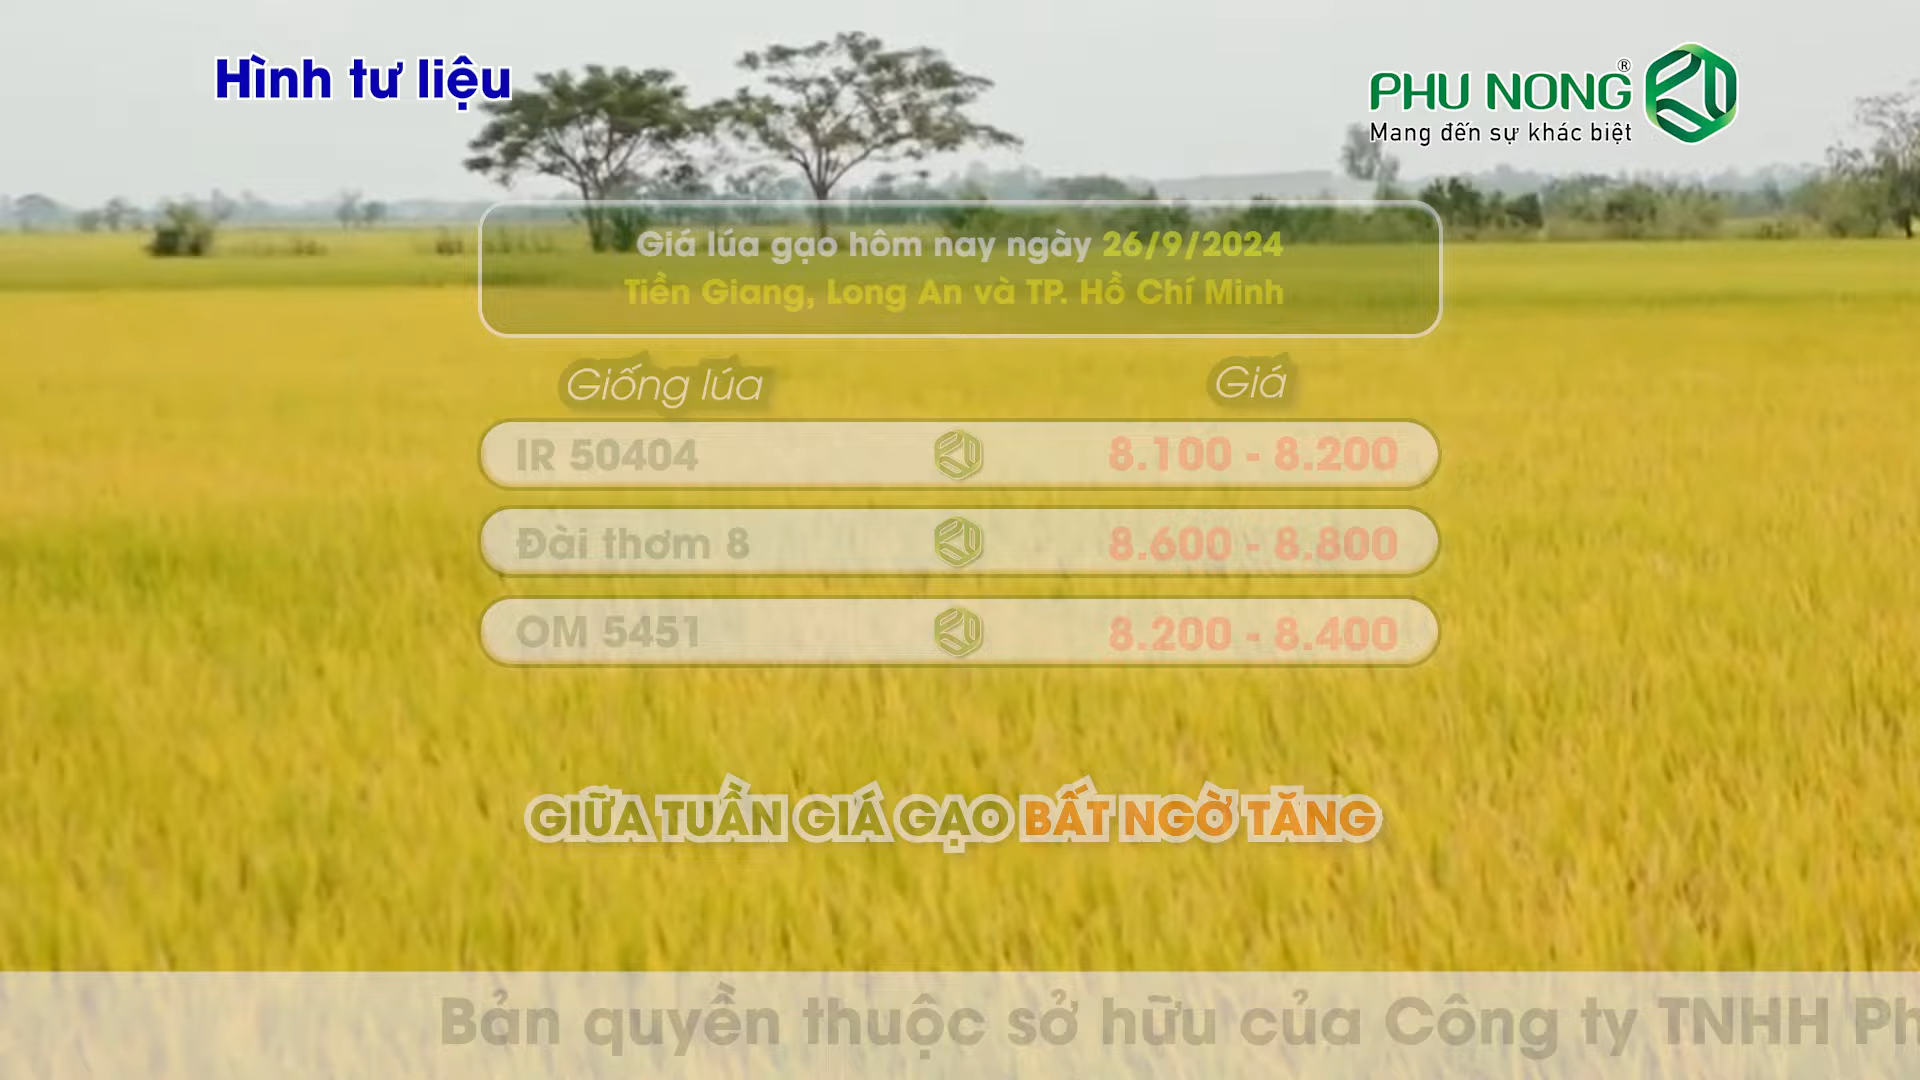 Hình tư liệu
PHU NONG®
Mang đến sự khác biệt
Giá lúa gạo hôm nay ngày 26/9/2024
Tiền Giang, Long An và TP. Hồ Chí Minh
Giống lúa Giá
IR 50404 8.100 - 8.200
Đài thơm 8 8.600 - 8.800
OM 5451 8.200 - 8.400
GIỮA TUẦN GIÁ GẠO BẤT NGỜ TĂNG
Bản quyền thuộc sở hữu của Công ty TNHH Ph